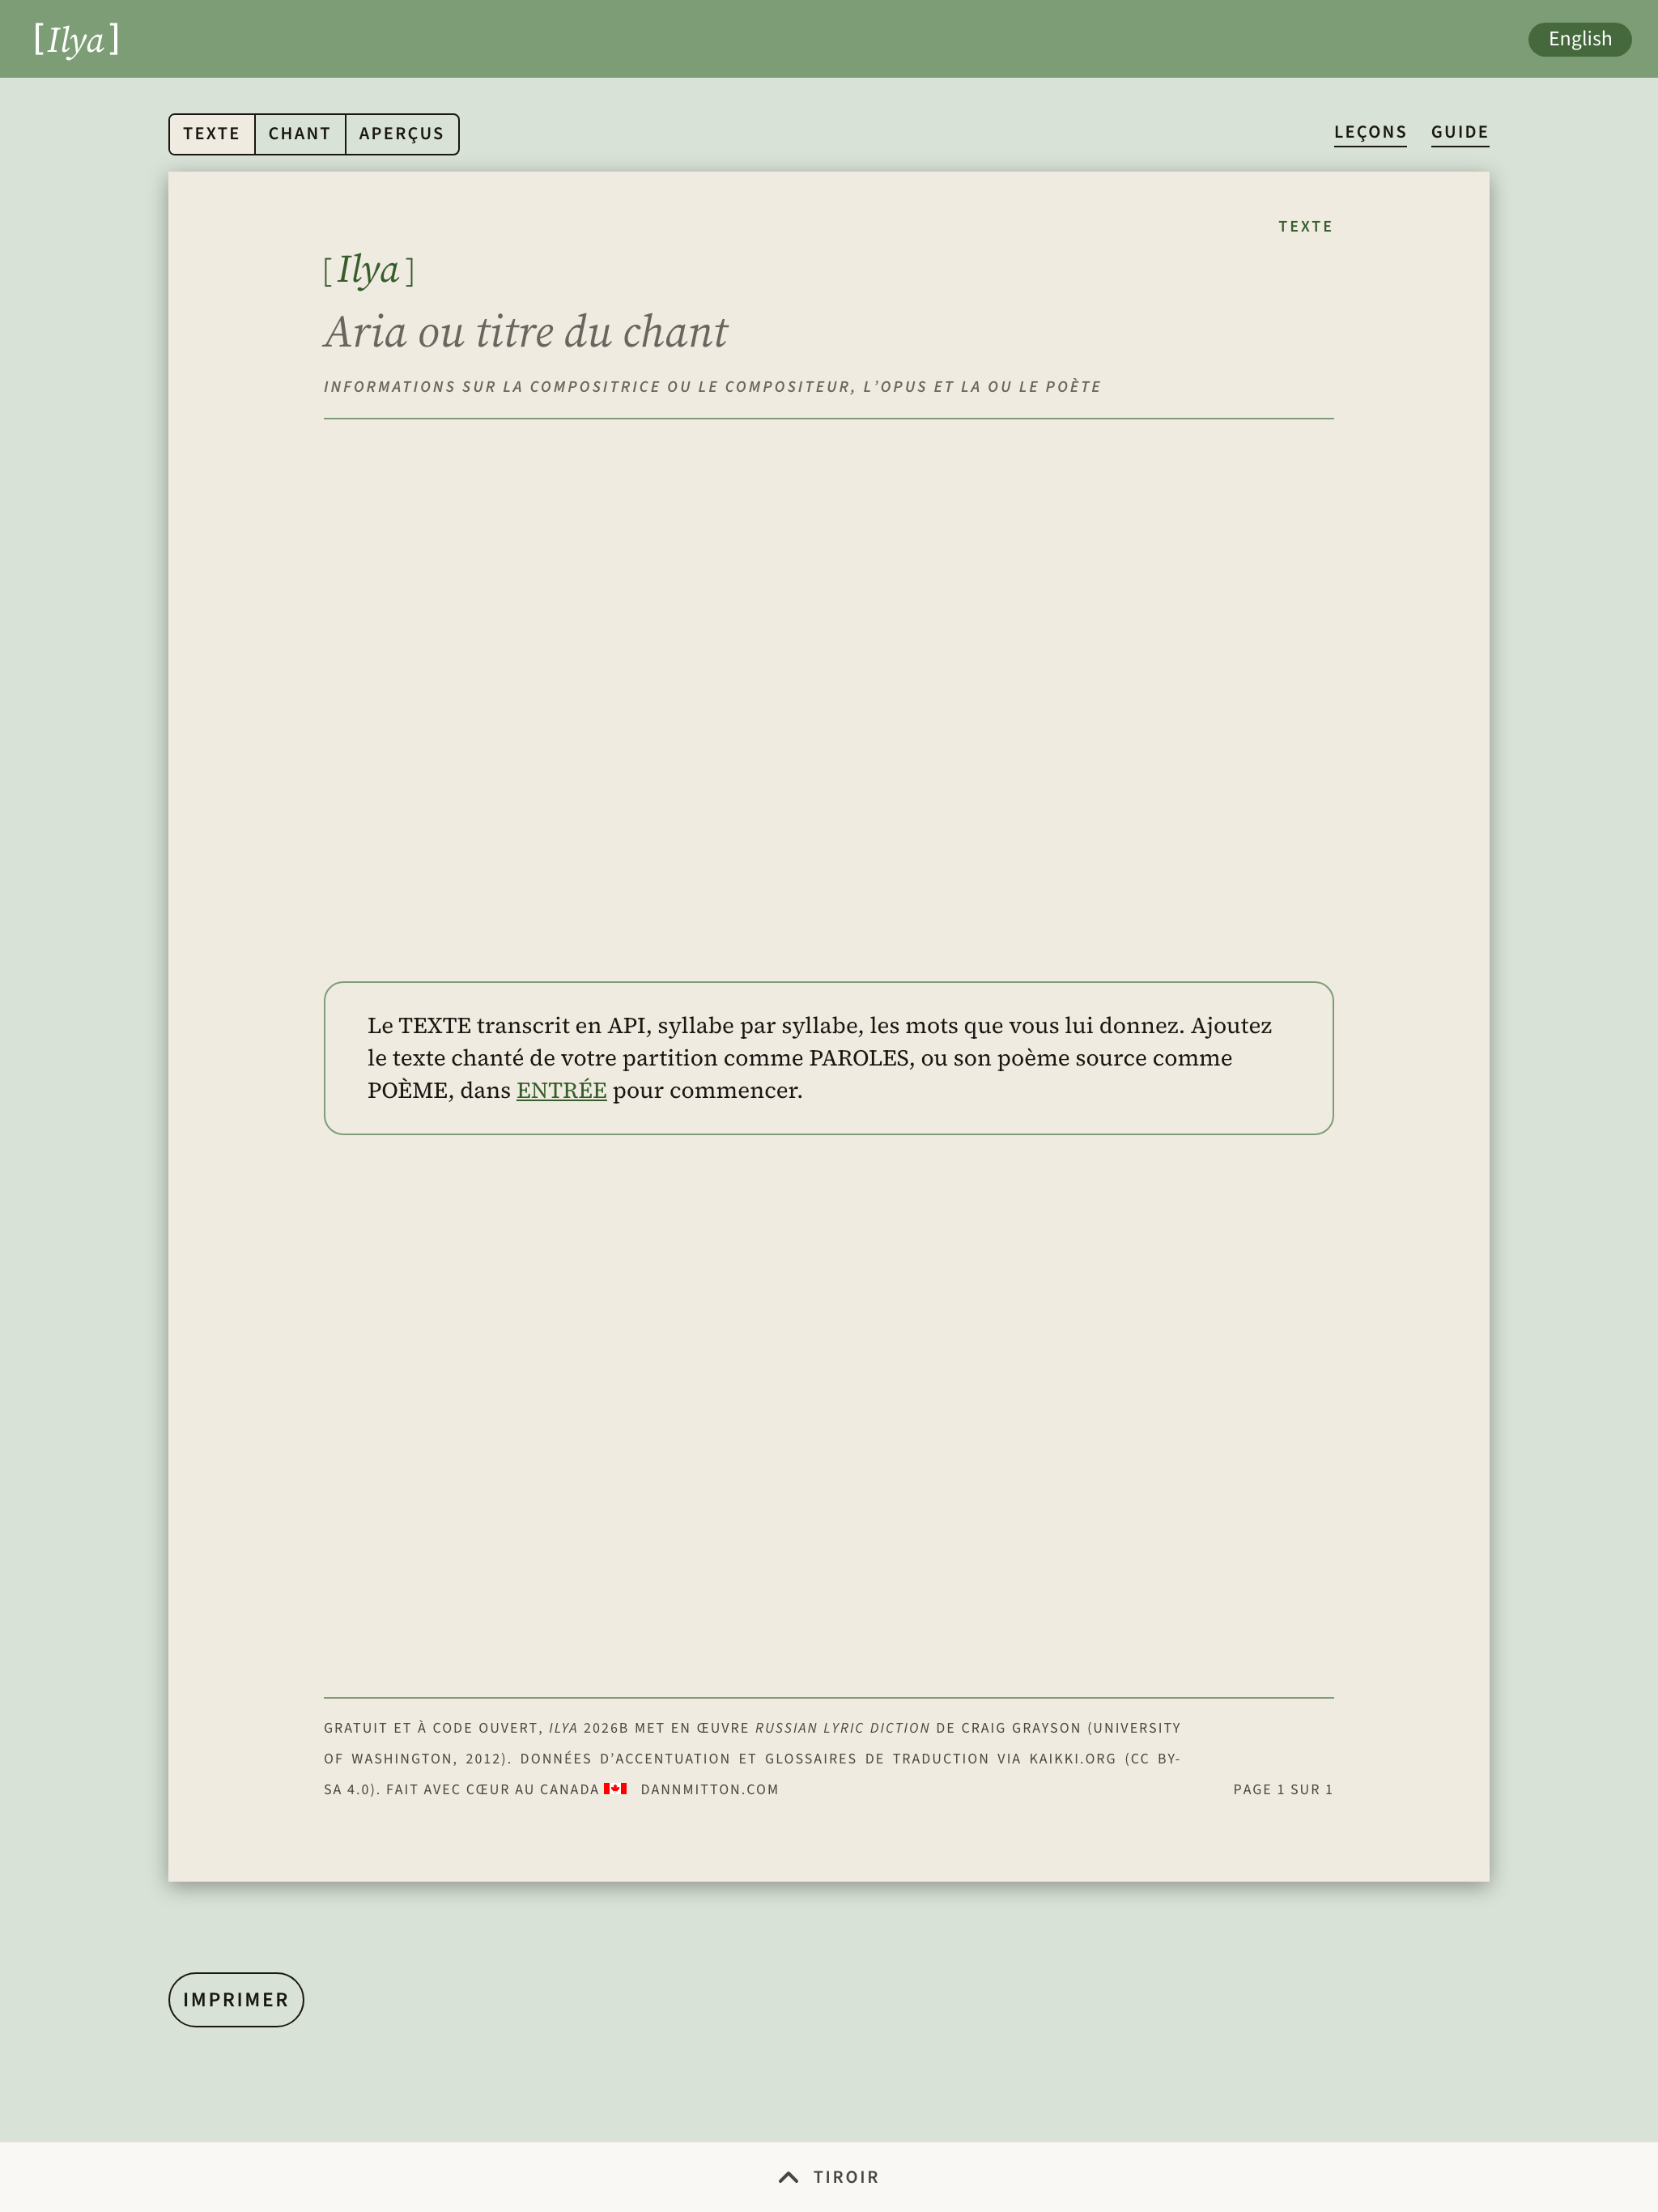 [Ilya]
English
TEXTE CHANT APERÇUS
LEÇONS GUIDE
TEXTE
[Ilya]
Aria ou titre du chant
INFORMATIONS SUR LA COMPOSITRICE OU LE COMPOSITEUR, L’OPUS ET LA OU LE POÈTE
Le TEXTE transcrit en API, syllabe par syllabe, les mots que vous lui donnez. Ajoutez
le texte chanté de votre partition comme PAROLES, ou son poème source comme
POÈME, dans ENTRÉE pour commencer.
GRATUIT ET À CODE OUVERT, ILYA 2026B MET EN ŒUVRE RUSSIAN LYRIC DICTION DE CRAIG GRAYSON (UNIVERSITY
OF WASHINGTON, 2012). DONNÉES D’ACCENTUATION ET GLOSSAIRES DE TRADUCTION VIA KAIKKI.ORG (CC BY-
SA 4.0). FAIT AVEC CŒUR AU CANADA 🇨🇦 DANNMITTON.COM
PAGE 1 SUR 1
IMPRIMER
TIROIR